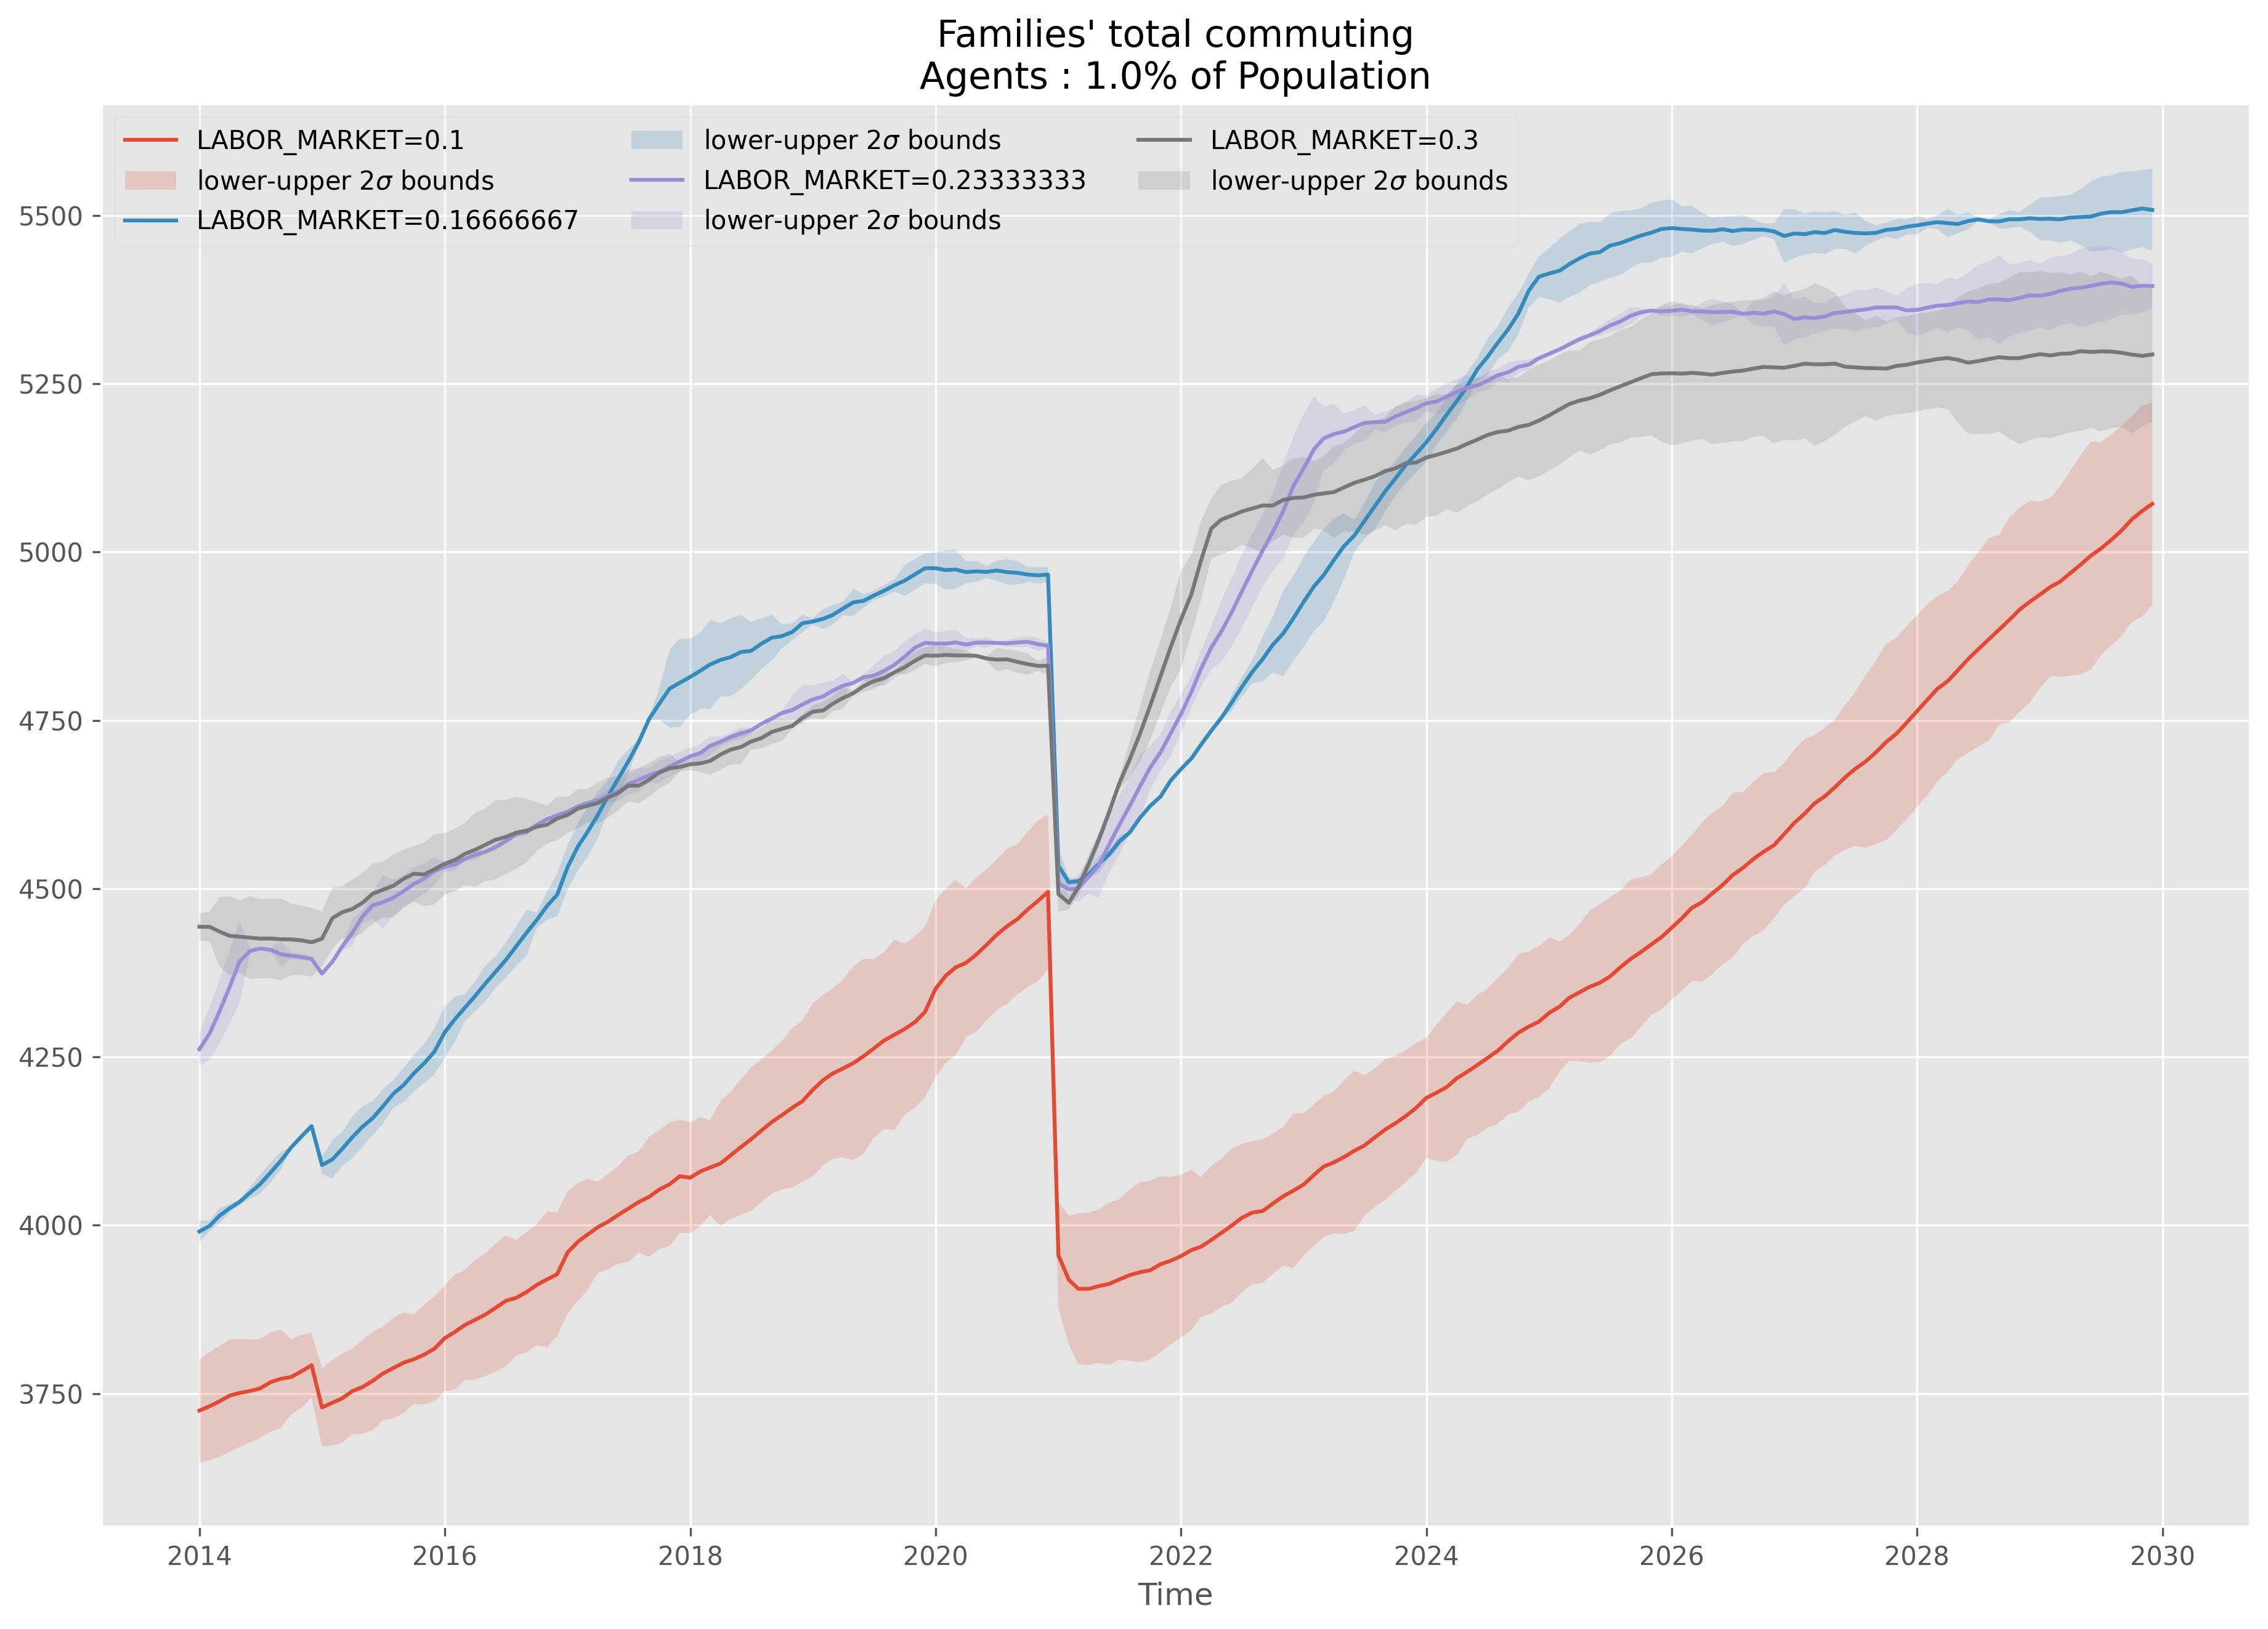 Families' total commuting
Agents : 1.0% of Population
LABOR_MARKET=0.1
lower-upper 2σ bounds
LABOR_MARKET=0.16666667
lower-upper 2σ bounds
LABOR_MARKET=0.23333333
lower-upper 2σ bounds
LABOR_MARKET=0.3
lower-upper 2σ bounds
5500
5250
5000
4750
4500
4250
4000
3750
2014 2016 2018 2020 2022 2024 2026 2028 2030
Time